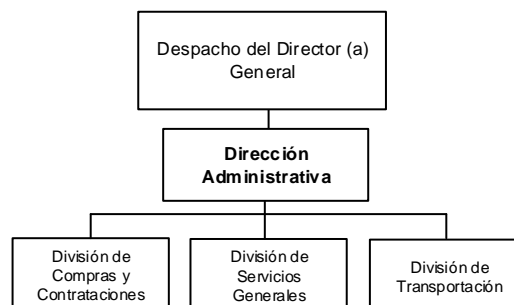 Despacho del Director (a)
General
Dirección
Administrativa
División de
Compras y
Contrataciones
División de
Servicios
Generales
División de
Transportación